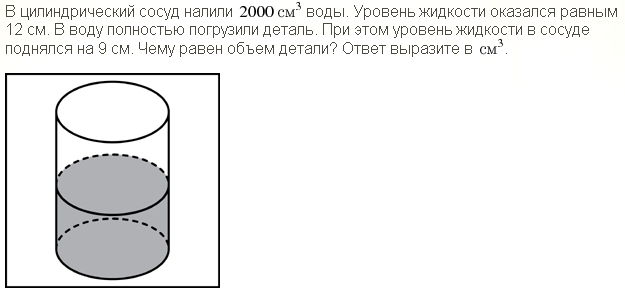 В цилиндрический сосуд налили 2000 см³ воды. Уровень жидкости оказался равным
12 см. В воду полностью погрузили деталь. При этом уровень жидкости в сосуде
поднялся на 9 см. Чему равен объем детали? Ответ выразите в см³.